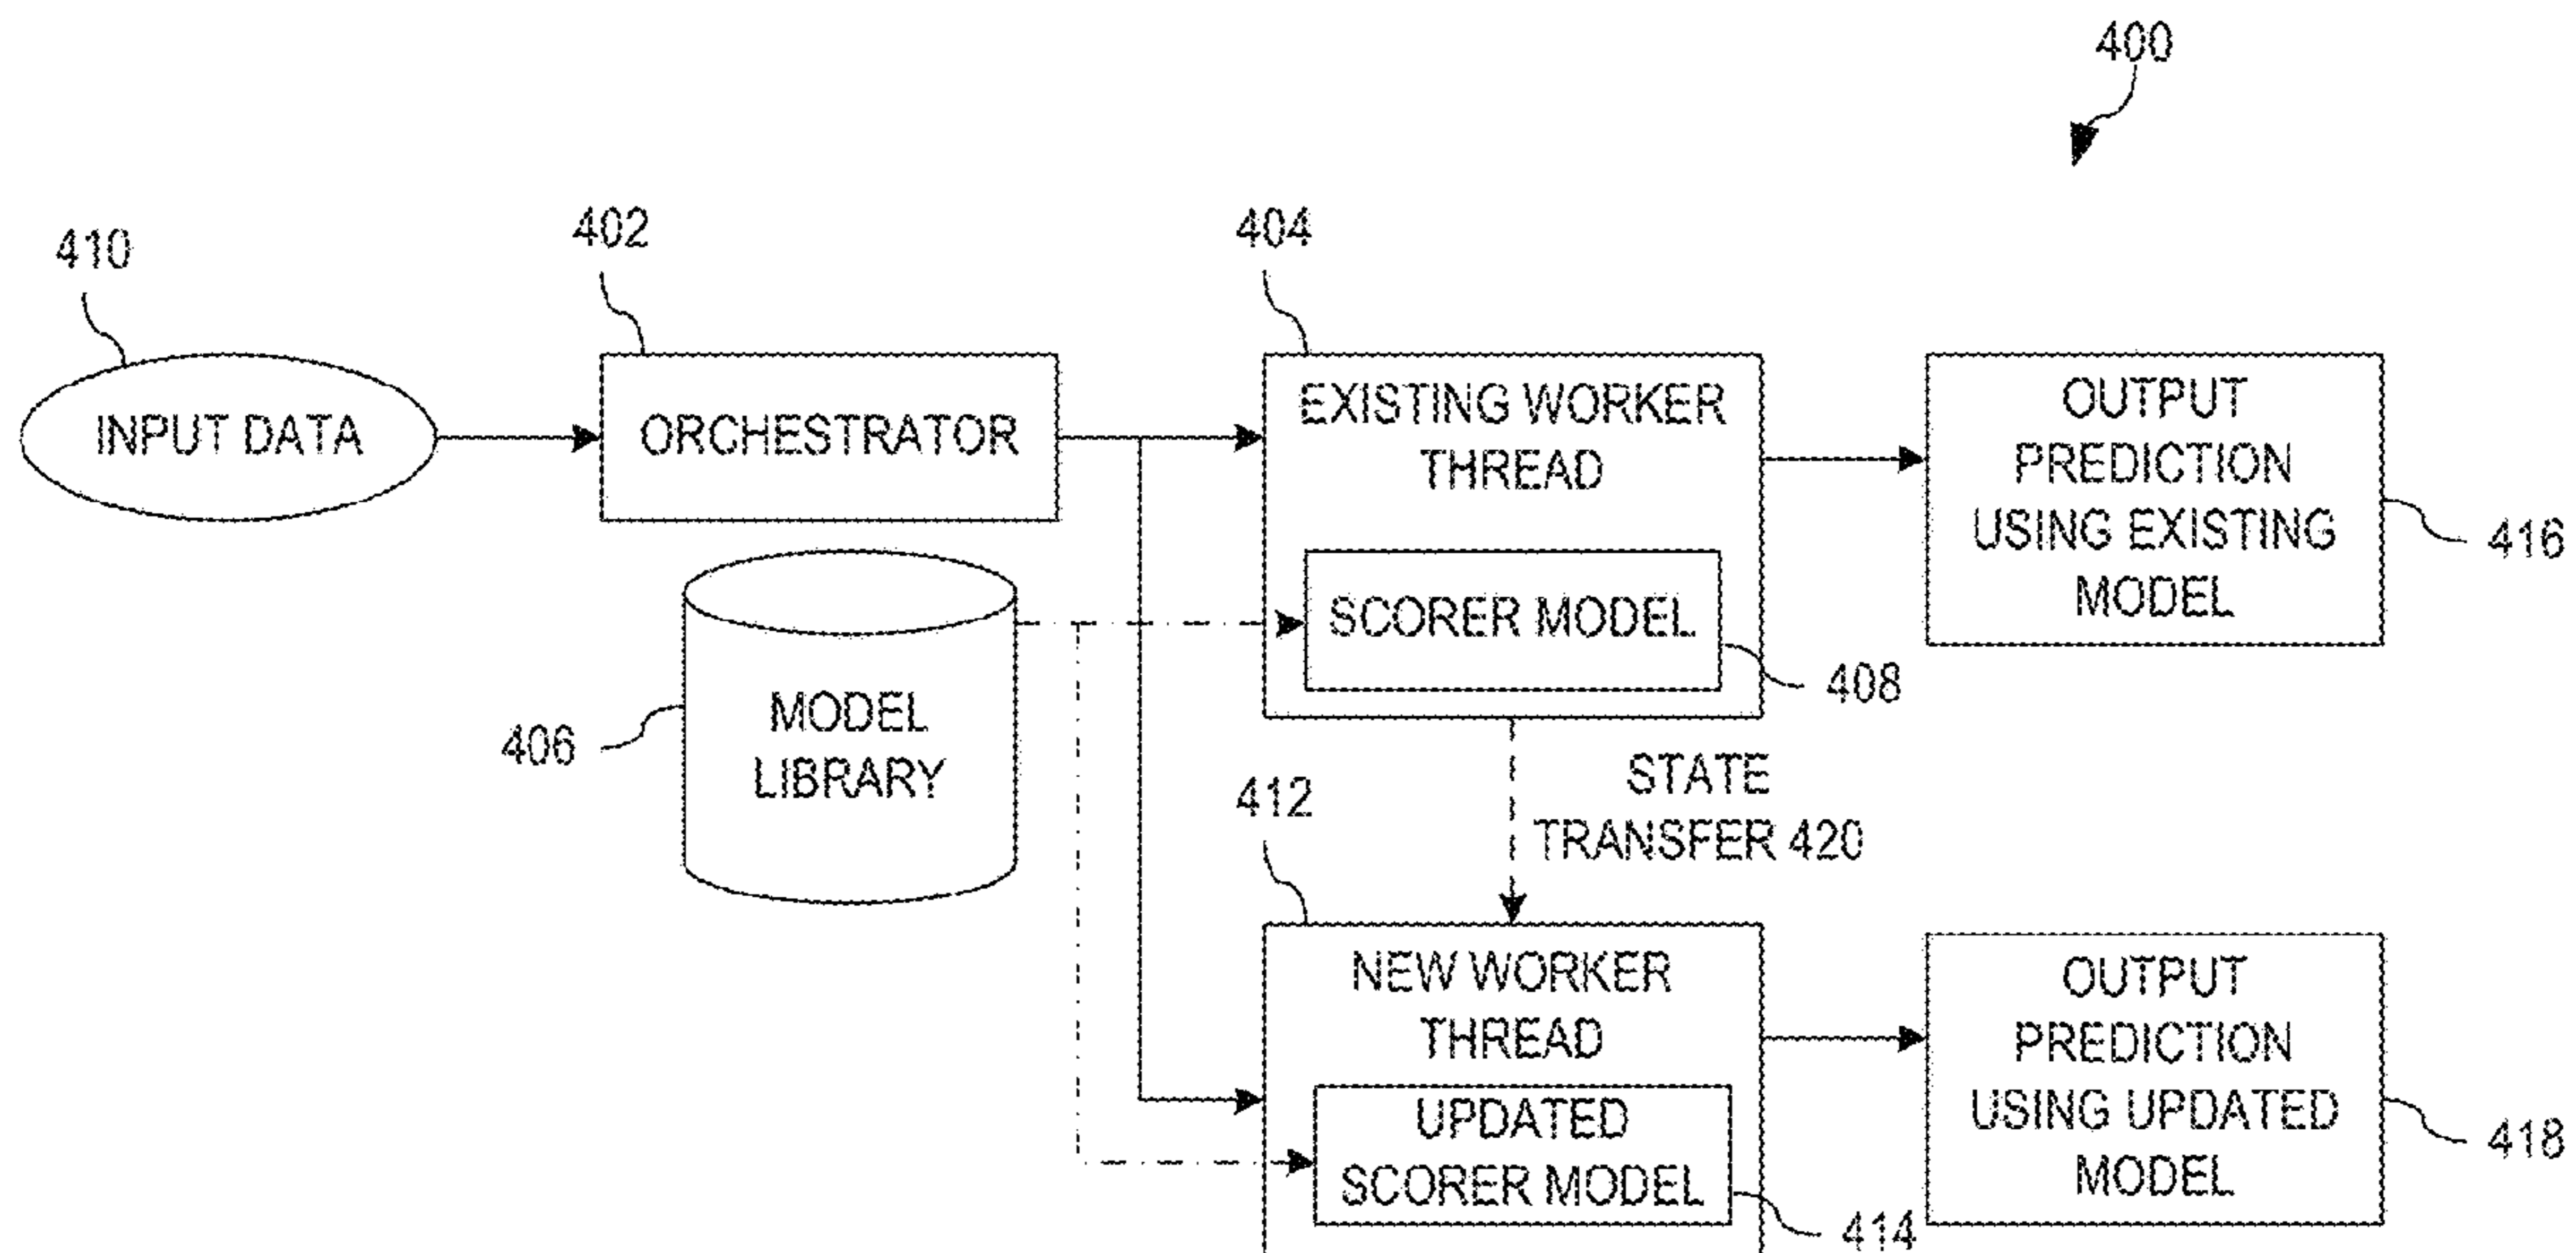 400
410
402
404
INPUT DATA
ORCHESTRATOR
EXISTING WORKER
THREAD
OUTPUT
PREDICTION
USING EXISTING
MODEL
416
SCORER MODEL
408
MODEL
LIBRARY
406
STATE
TRANSFER 420
412
NEW WORKER
THREAD
UPDATED
SCORER MODEL
414
OUTPUT
PREDICTION
USING UPDATED
MODEL
418